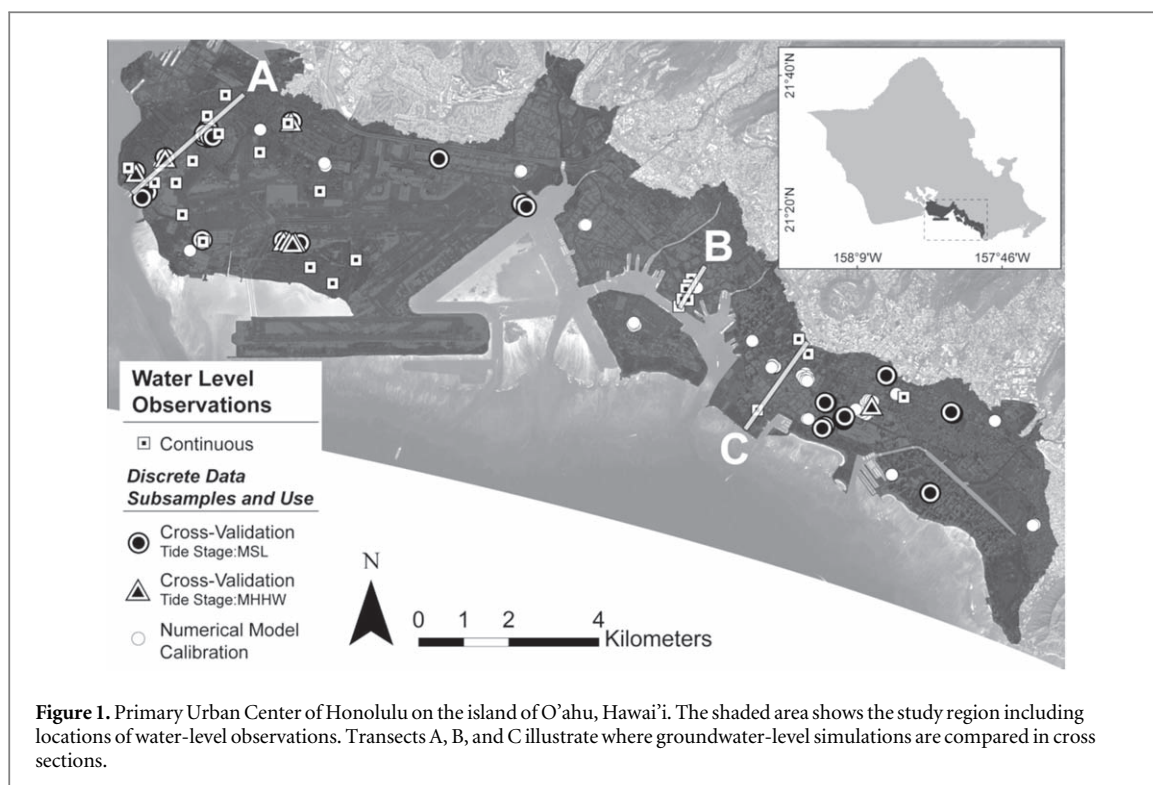 A
B
C
21°40'N
21°20'N
158°9'W
157°46'W
Water Level
Observations
Continuous
Discrete Data
Subsamples and Use
Cross-Validation
Tide Stage:MSL
Cross-Validation
Tide Stage:MHHW
Numerical Model
Calibration
N
0 1 2 4
Kilometers
Figure 1. Primary Urban Center of Honolulu on the island of O'ahu, Hawai'i. The shaded area shows the study region including
locations of water-level observations. Transects A, B, and C illustrate where groundwater-level simulations are compared in cross
sections.